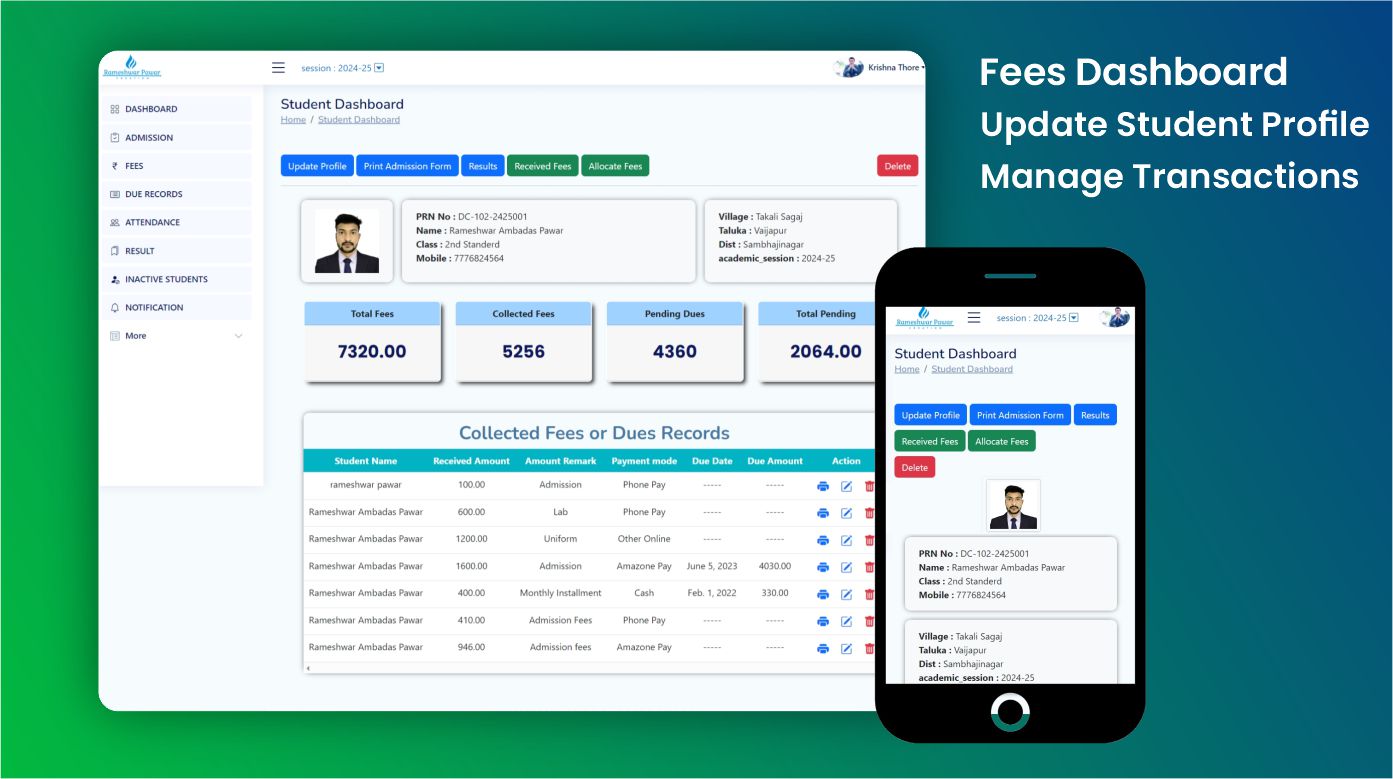 Rameshwar Pawar
session : 2024-25
Krishna Thore
DASHBOARD
ADMISSION
FEES
DUE RECORDS
ATTENDANCE
RESULT
INACTIVE STUDENTS
NOTIFICATION
More
Student Dashboard
Home / Student Dashboard
Update Profile Print Admission Form Results Received Fees Allocate Fees Delete
PRN No : DC-102-2425001
Name : Rameshwar Ambadas Pawar
Class : 2nd Standerd
Mobile : 7776824564
Village : Takali Sagaj
Taluka : Vaijapur
Dist : Sambhajinagar
academic_session : 2024-25
Total Fees Collected Fees Pending Dues Total Pending
7320.00 5256 4360 2064.00
Collected Fees or Dues Records
Student Name Received Amount Amount Remark Payment mode Due Date Due Amount Action
rameshwar pawar 100.00 Admission Phone Pay ----- -----
Rameshwar Ambadas Pawar 600.00 Lab Phone Pay ----- -----
Rameshwar Ambadas Pawar 1200.00 Uniform Other Online ----- -----
Rameshwar Ambadas Pawar 1600.00 Admission Amazone Pay June 5, 2023 4030.00
Rameshwar Ambadas Pawar 400.00 Monthly Installment Cash Feb. 1, 2022 330.00
Rameshwar Ambadas Pawar 410.00 Admission Fees Phone Pay ----- -----
Rameshwar Ambadas Pawar 946.00 Admission fees Amazone Pay ----- -----
Fees Dashboard
Update Student Profile
Manage Transactions
Rameshwar Pawar
session : 2024-25
Student Dashboard
Home / Student Dashboard
Update Profile Print Admission Form Results
Received Fees Allocate Fees
Delete
PRN No : DC-102-2425001
Name : Rameshwar Ambadas Pawar
Class : 2nd Standerd
Mobile : 7776824564
Village : Takali Sagaj
Taluka : Vaijapur
Dist : Sambhajinagar
academic_session : 2024-25